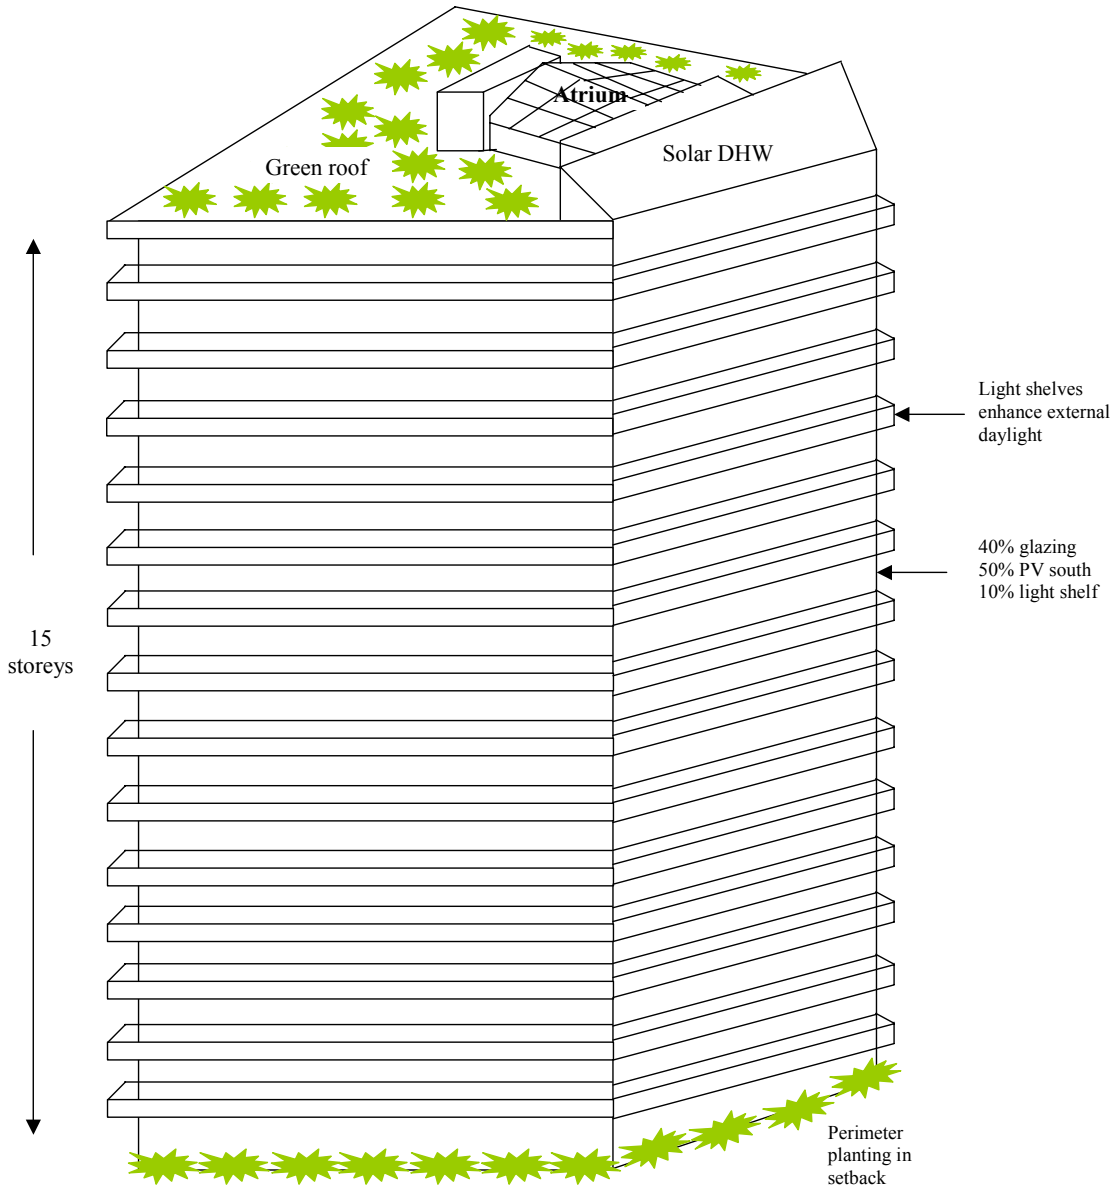 Atrium
Solar DHW
Green roof
Light shelves
enhance external
daylight
40% glazing
50% PV south
10% light shelf
15
storeys
Perimeter
planting in
setback